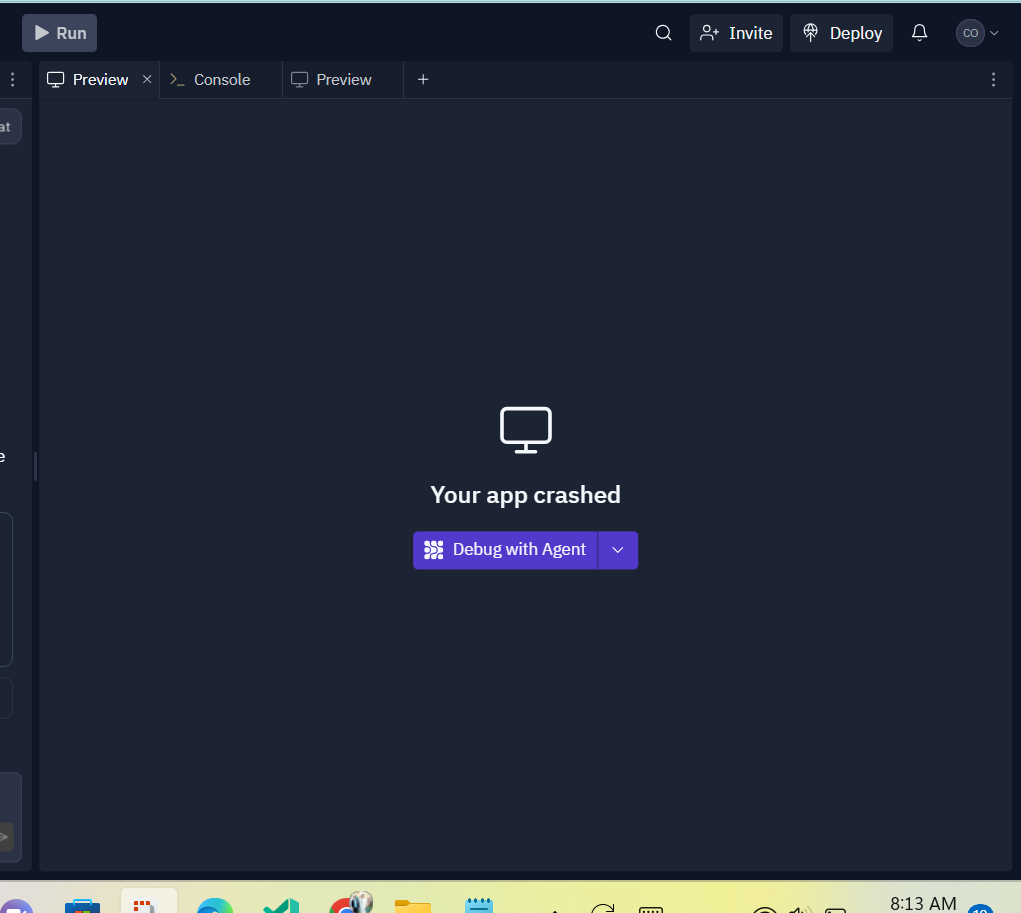 Run
Invite
Deploy
CO
Preview
Console
Preview
at
e
Your app crashed
Debug with Agent
8:13 AM